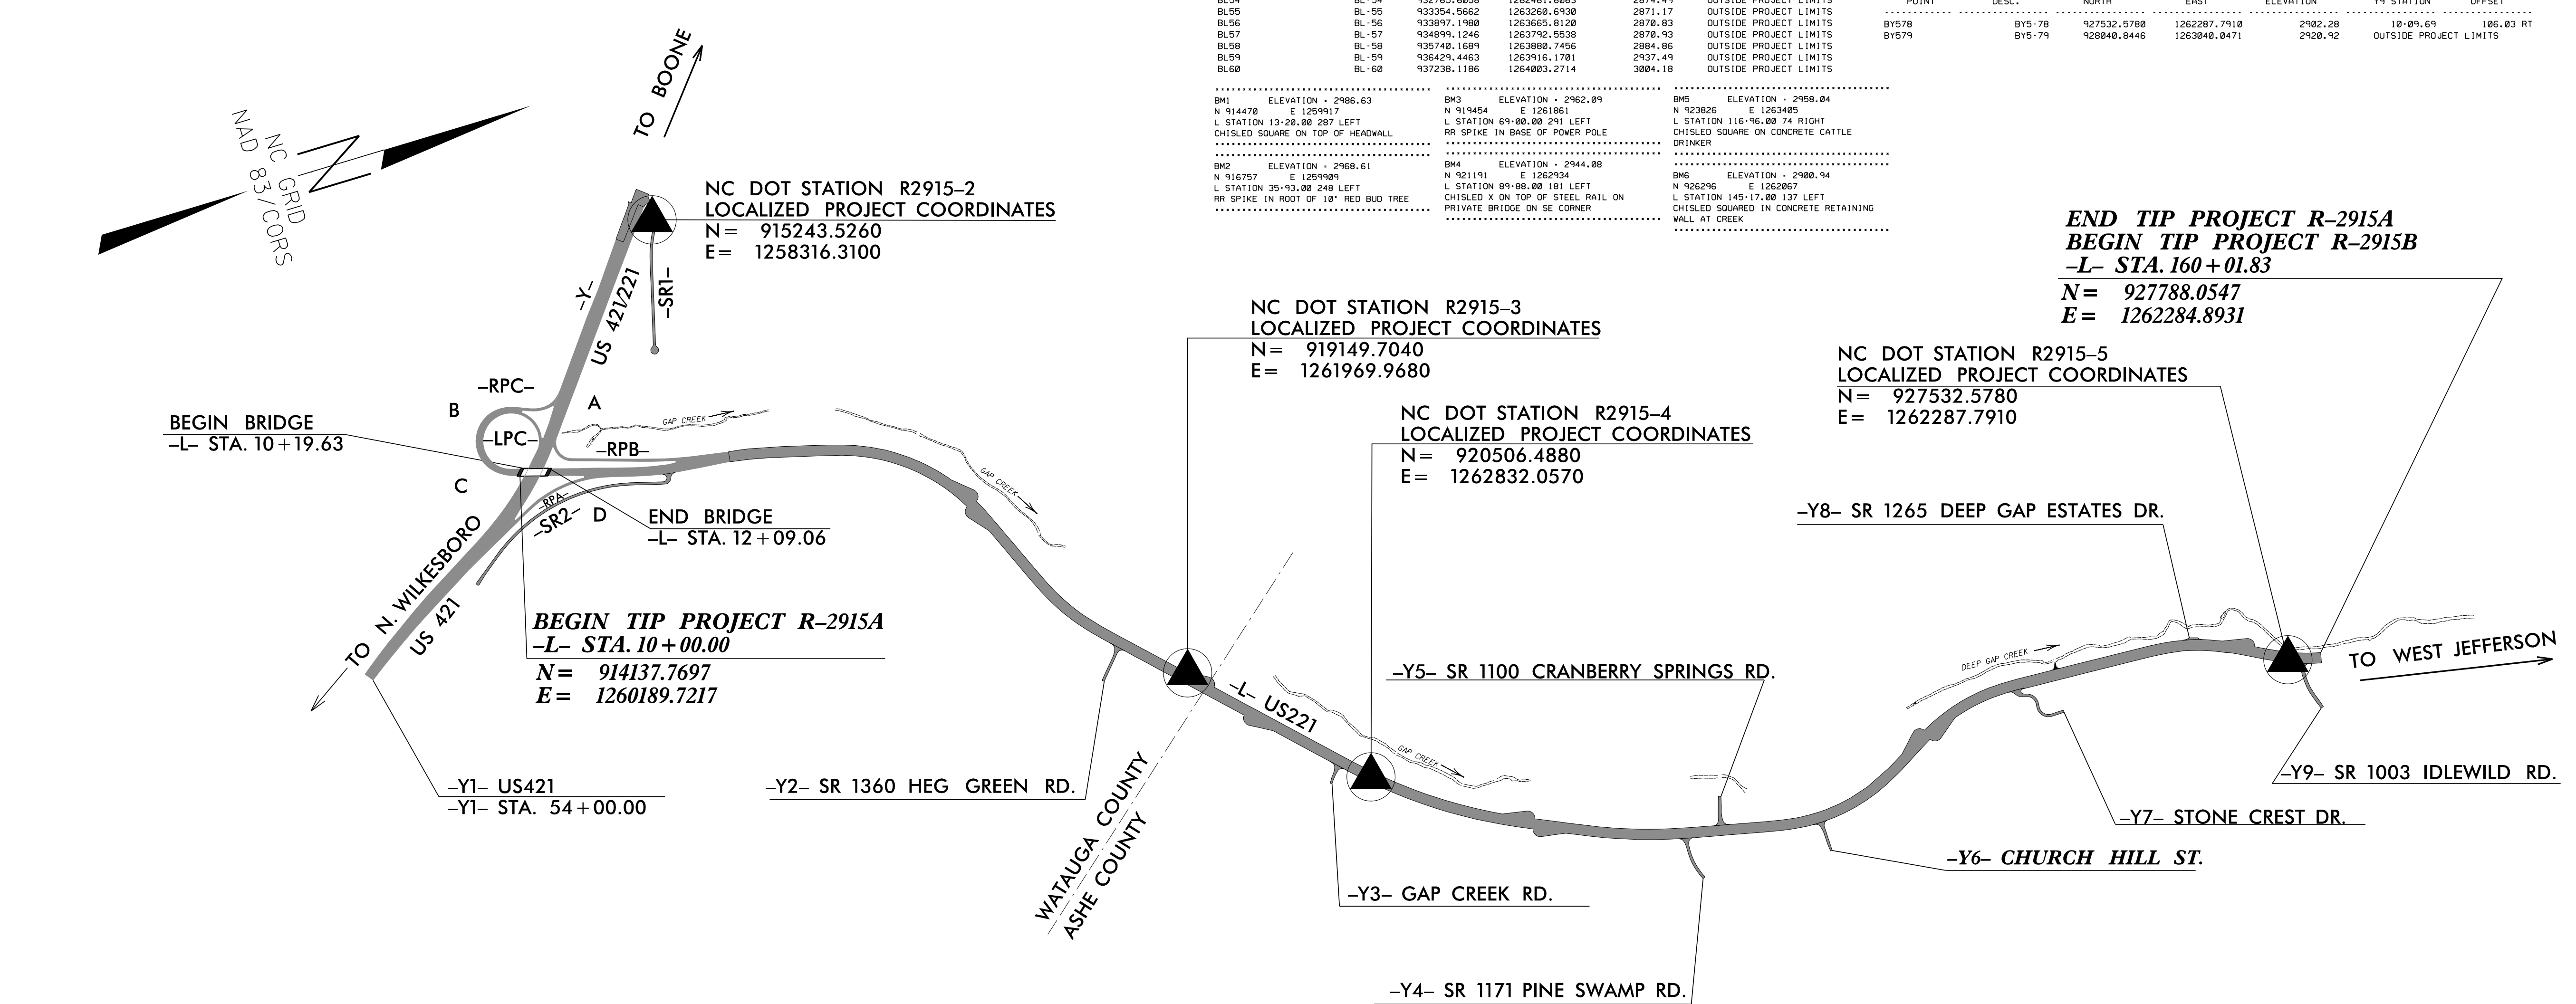 BL55 BL-55 933354.5662 1263260.6930 2871.17 OUTSIDE PROJECT LIMITS
BL56 BL-56 933897.1980 1263665.8120 2870.83 OUTSIDE PROJECT LIMITS
BL57 BL-57 934899.1246 1263792.5538 2870.93 OUTSIDE PROJECT LIMITS
BL58 BL-58 935740.1689 1263880.7456 2884.86 OUTSIDE PROJECT LIMITS
BL59 BL-59 936429.4463 1263916.1701 2937.49 OUTSIDE PROJECT LIMITS
BL60 BL-60 937238.1186 1264003.2714 3004.18 OUTSIDE PROJECT LIMITS
POINT DESC. NORTH EAST ELEVATION Y9 STATION OFFSET
BY578 BY5-78 927532.5780 1262287.7910 2902.28 10+09.69 106.03 RT
BY579 BY5-79 928040.8446 1263040.0471 2920.92 OUTSIDE PROJECT LIMITS
BM1 ELEVATION = 2986.63
N 914470 E 1259917
L STATION 13+20.00 287 LEFT
CHISLED SQUARE ON TOP OF HEADWALL
BM3 ELEVATION = 2962.09
N 919454 E 1261861
L STATION 69+00.00 291 LEFT
RR SPIKE IN BASE OF POWER POLE
BM5 ELEVATION = 2958.04
N 923826 E 1263405
L STATION 116+96.00 74 RIGHT
CHISLED SQUARE ON CONCRETE CATTLE
DRINKER
BM2 ELEVATION = 2968.61
N 916757 E 1259909
L STATION 35+93.00 248 LEFT
RR SPIKE IN ROOT OF 10" RED BUD TREE
BM4 ELEVATION = 2944.08
N 921191 E 1262934
L STATION 89+88.00 181 LEFT
CHISLED X ON TOP OF STEEL RAIL ON
PRIVATE BRIDGE ON SE CORNER
BM6 ELEVATION = 2900.94
N 926296 E 1262067
L STATION 145+17.00 137 LEFT
CHISLED SQUARED IN CONCRETE RETAINING
WALL AT CREEK
TO BOONE
NC GRID
NAD 83/CORS
N
NC DOT STATION R2915–2
LOCALIZED PROJECT COORDINATES
N= 915243.5260
E= 1258316.3100
–Y–
US 421/221
–SR1–
–RPC–
A
B
–LPC–
–RPB–
GAP CREEK
BEGIN BRIDGE
–L– STA. 10+19.63
C
–RPA–
–SR2–
D
END BRIDGE
–L– STA. 12+09.06
TO N. WILKESBORO
US 421
BEGIN TIP PROJECT R–2915A
–L– STA. 10+00.00
N= 914137.7697
E= 1260189.7217
–Y1– US421
–Y1– STA. 54+00.00
GAP CREEK
NC DOT STATION R2915–3
LOCALIZED PROJECT COORDINATES
N= 919149.7040
E= 1261969.9680
NC DOT STATION R2915–4
LOCALIZED PROJECT COORDINATES
N= 920506.4880
E= 1262832.0570
–Y2– SR 1360 HEG GREEN RD.
WATAUGA COUNTY
ASHE COUNTY
–L– US221
GAP CREEK
–Y3– GAP CREEK RD.
–Y4– SR 1171 PINE SWAMP RD.
–Y5– SR 1100 CRANBERRY SPRINGS RD.
END TIP PROJECT R–2915A
BEGIN TIP PROJECT R–2915B
–L– STA. 160+01.83
N= 927788.0547
E= 1262284.8931
NC DOT STATION R2915–5
LOCALIZED PROJECT COORDINATES
N= 927532.5780
E= 1262287.7910
–Y8– SR 1265 DEEP GAP ESTATES DR.
DEEP GAP CREEK
TO WEST JEFFERSON
–Y9– SR 1003 IDLEWILD RD.
–Y7– STONE CREST DR.
–Y6– CHURCH HILL ST.